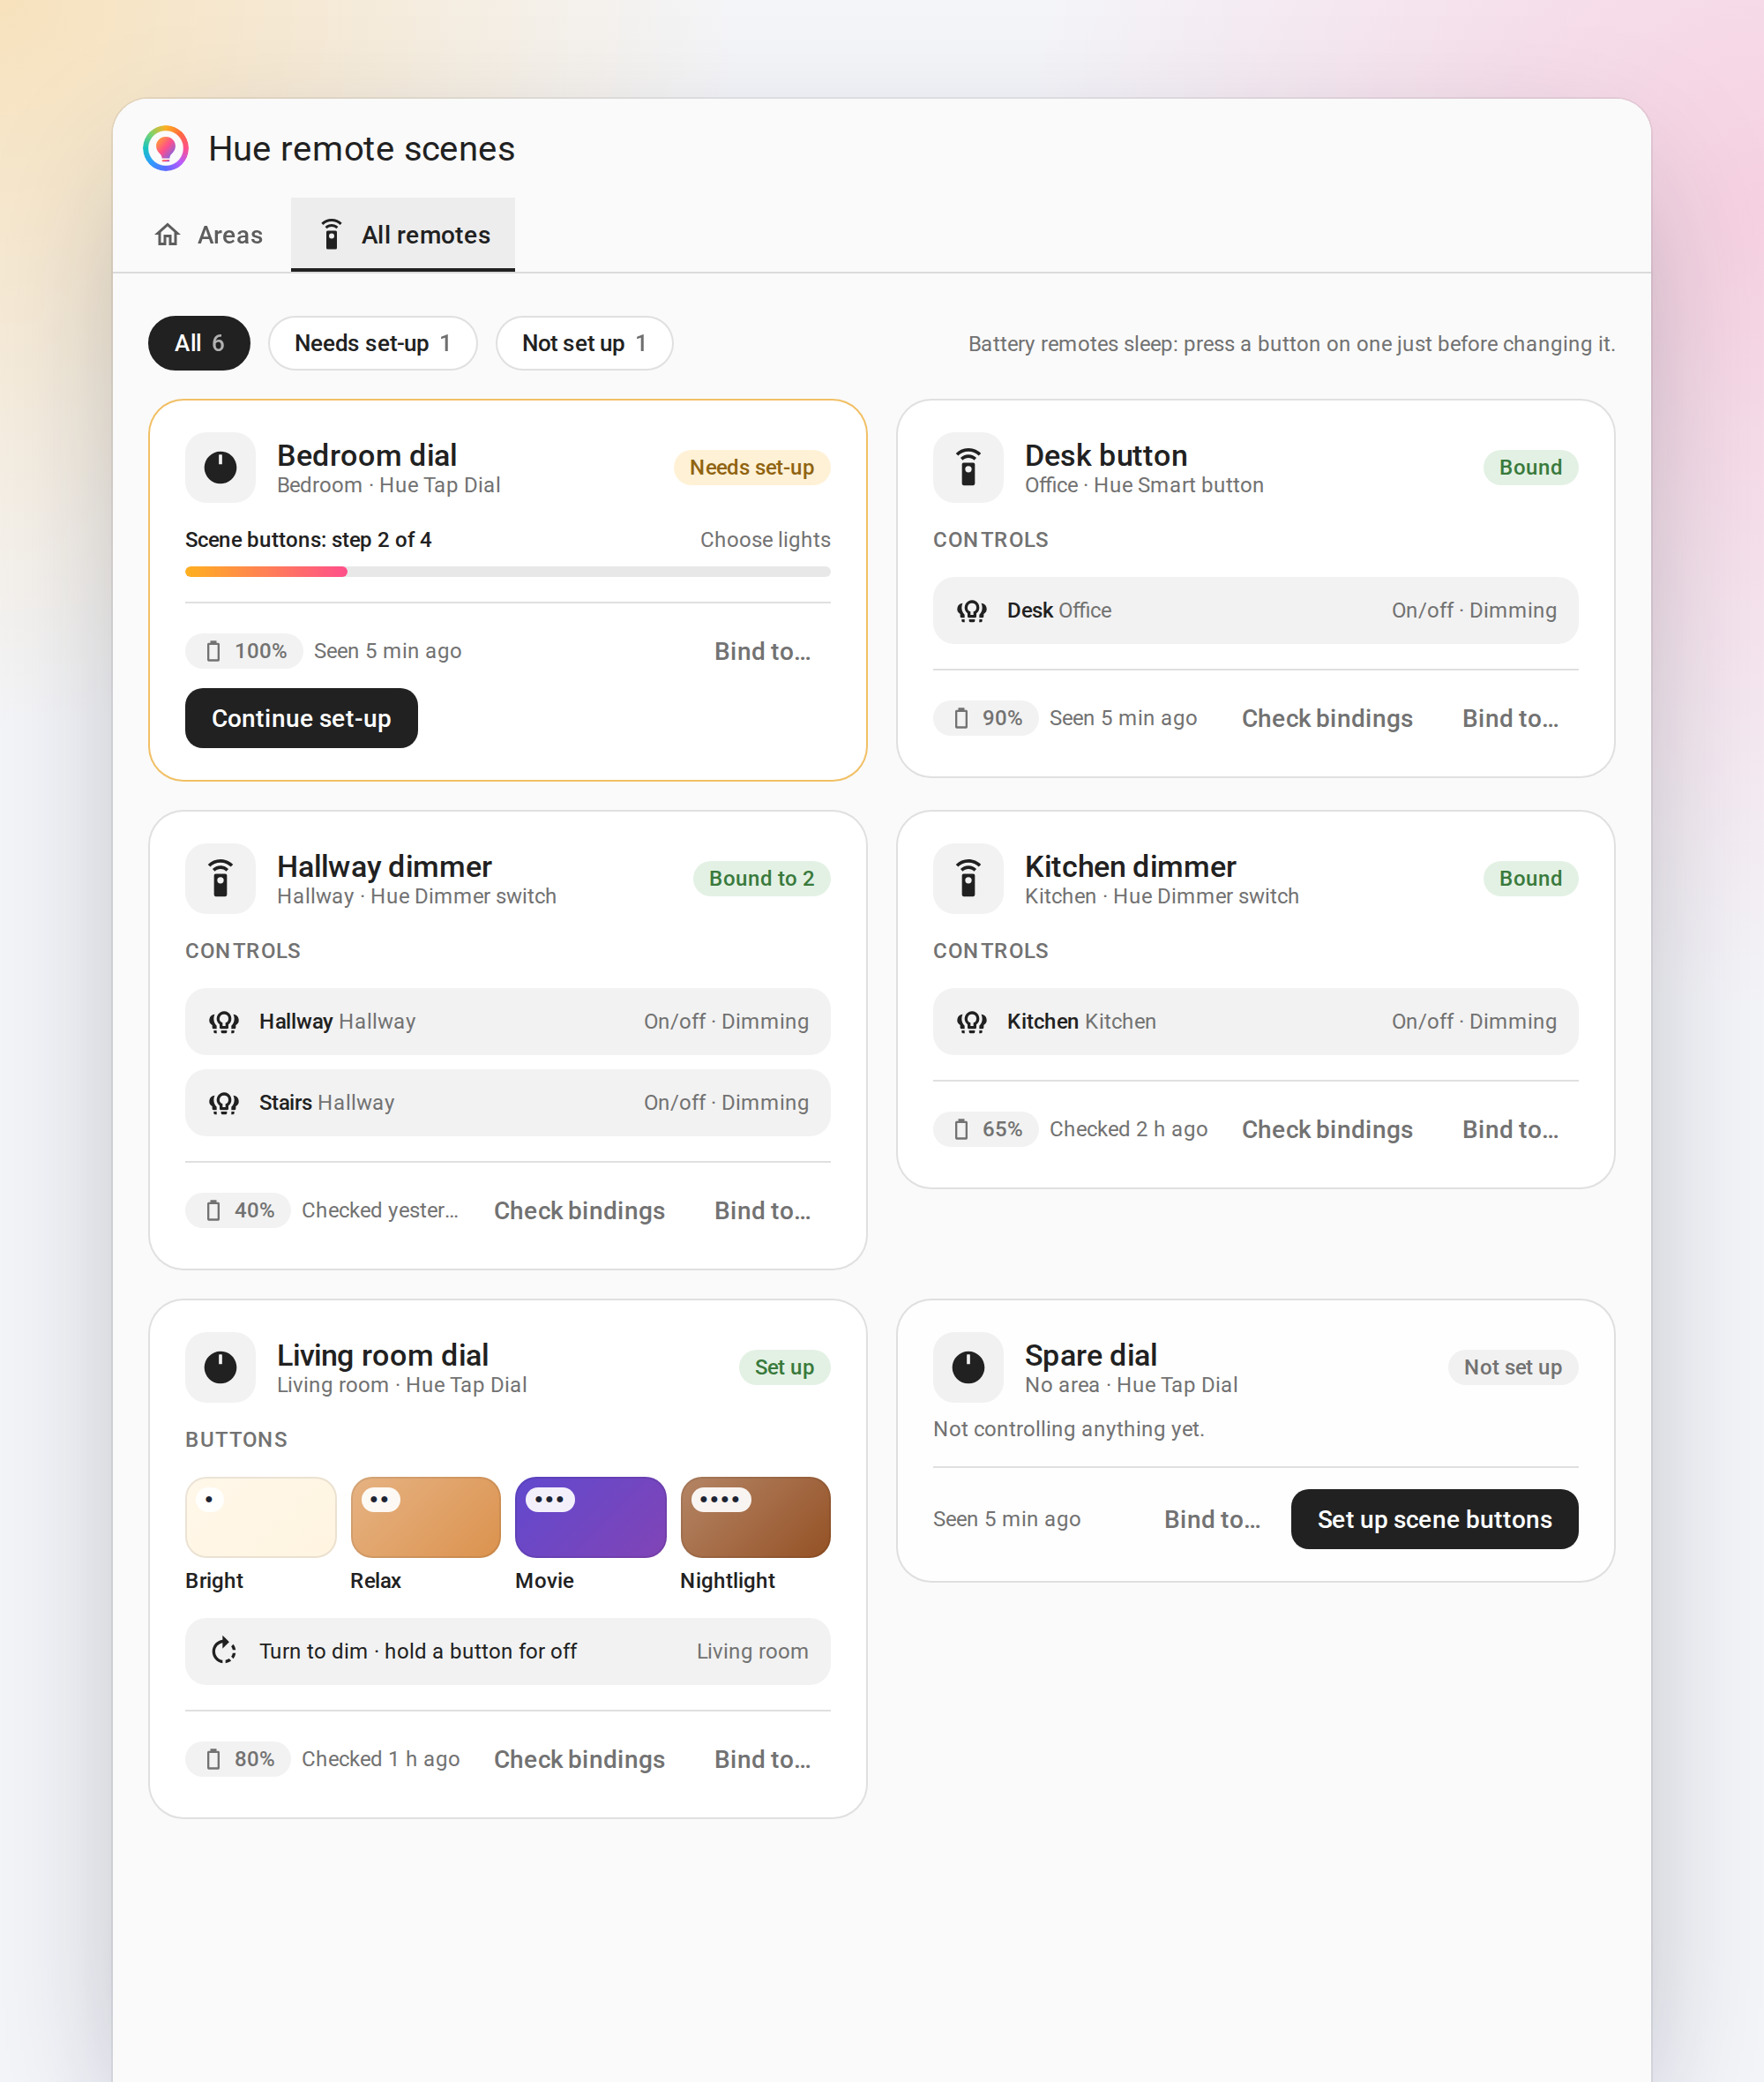 Hue remote scenes
Areas
All remotes
All 6
Needs set-up 1
Not set up 1
Battery remotes sleep: press a button on one just before changing it.
Bedroom dial
Bedroom · Hue Tap Dial
Needs set-up
Scene buttons: step 2 of 4
Choose lights
100%
Seen 5 min ago
Bind to...
Continue set-up
Desk button
Office · Hue Smart button
Bound
CONTROLS
Desk Office
On/off · Dimming
90%
Seen 5 min ago
Check bindings
Bind to...
Hallway dimmer
Hallway · Hue Dimmer switch
Bound to 2
CONTROLS
Hallway Hallway
On/off · Dimming
Stairs Hallway
On/off · Dimming
40%
Checked yester...
Check bindings
Bind to...
Kitchen dimmer
Kitchen · Hue Dimmer switch
Bound
CONTROLS
Kitchen Kitchen
On/off · Dimming
65%
Checked 2 h ago
Check bindings
Bind to...
Living room dial
Living room · Hue Tap Dial
Set up
BUTTONS
Bright
Relax
Movie
Nightlight
Turn to dim · hold a button for off
Living room
80%
Checked 1 h ago
Check bindings
Bind to...
Spare dial
No area · Hue Tap Dial
Not set up
Not controlling anything yet.
Seen 5 min ago
Bind to...
Set up scene buttons